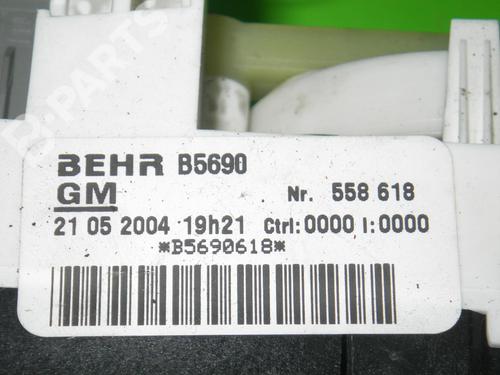 B-PARTS
BEHR B5690
GM Nr. 558 618
21 05 2004 19h21 Ctrl:0000 I:0000
*B5690618*